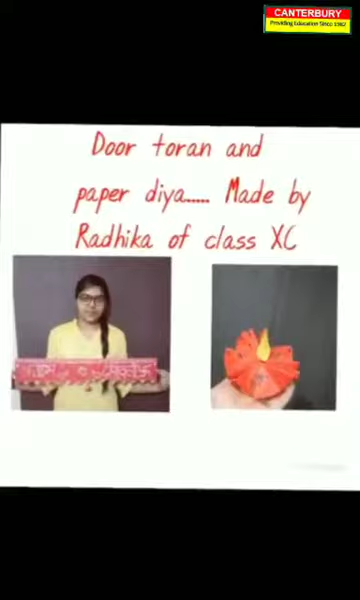 CANTERBURY
Providing Education Since 1982
Door toran and
paper diya..... Made by
Radhika of class XC